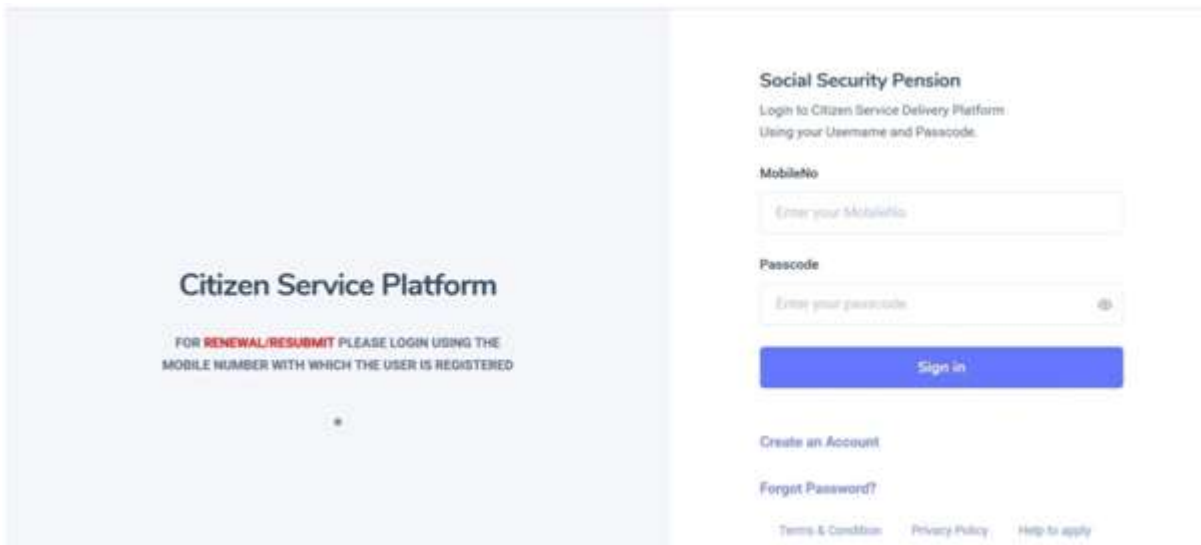 Citizen Service Platform
FOR RENEWAL/RESUBMIT PLEASE LOGIN USING THE
MOBILE NUMBER WITH WHICH THE USER IS REGISTERED
Social Security Pension
Login to Citizen Service Delivery Platform
Using your Username and Passcode.
MobileNo
Enter your MobileNo
Passcode
Enter your passcode
Sign in
Create an Account
Forgot Password?
Terms & Condition Privacy Policy Help to apply